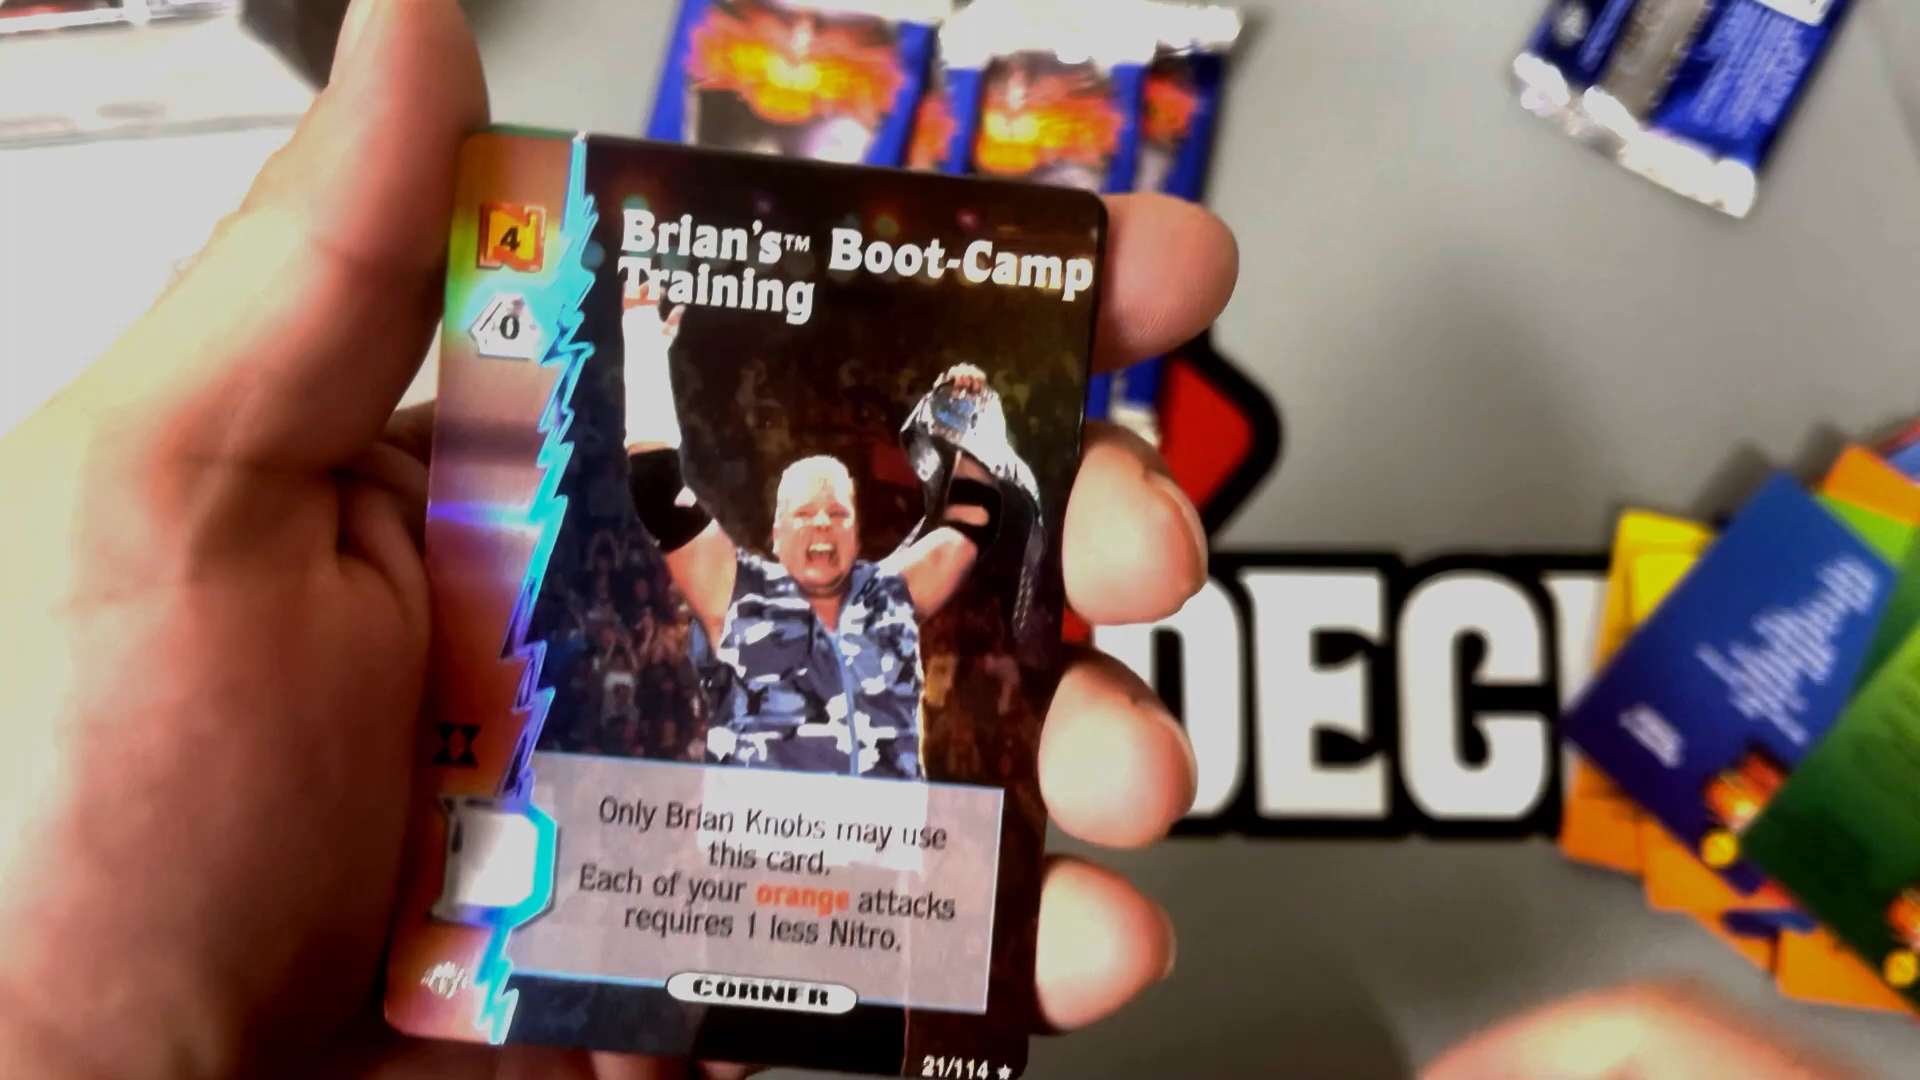 4
0
Brian's™ Boot-Camp
Training
Only Brian Knobs may use
this card.
Each of your orange attacks
requires 1 less Nitro.
CORNER
21/114 ★
DECK